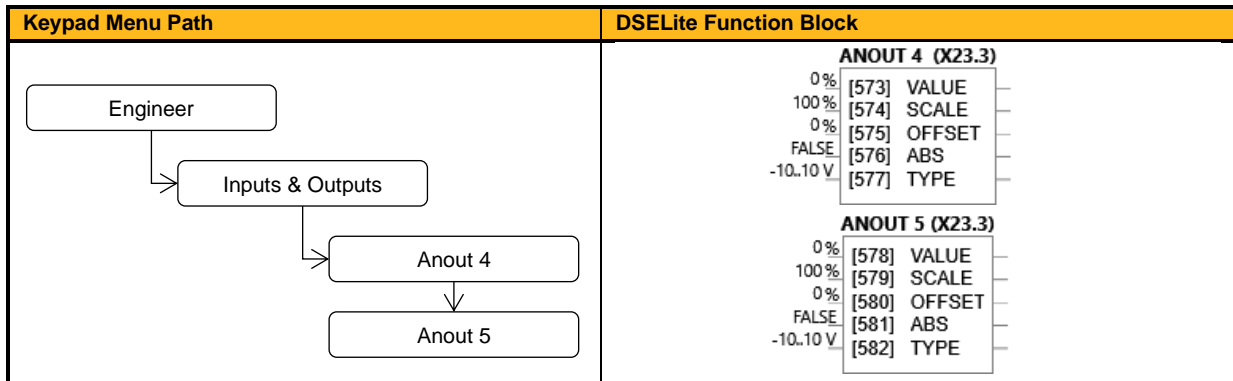 Keypad Menu Path
DSELite Function Block
Engineer
Inputs & Outputs
Anout 4
Anout 5
ANOUT 4 (X23.3)
0 % [573] VALUE
100 % [574] SCALE
0 % [575] OFFSET
FALSE [576] ABS
-10..10 V [577] TYPE
ANOUT 5 (X23.3)
0 % [578] VALUE
100 % [579] SCALE
0 % [580] OFFSET
FALSE [581] ABS
-10..10 V [582] TYPE